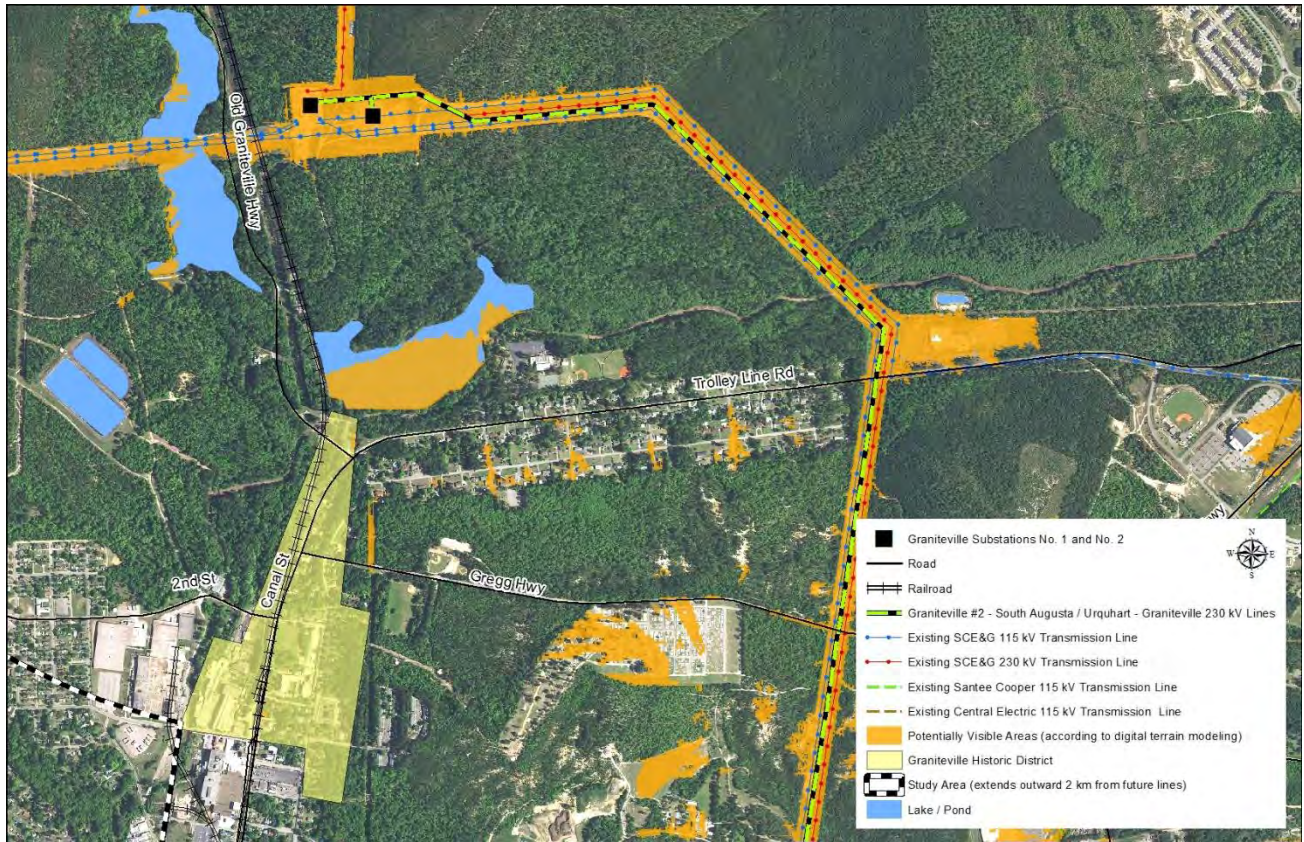 Old Graniteville Hwy
Trolley Line Rd
2nd St
Canal St
Gregg Hwy
Hwy
N
W E
S
Graniteville Substations No. 1 and No. 2
Road
Railroad
Graniteville #2 - South Augusta / Urquhart - Graniteville 230 kV Lines
Existing SCE&G 115 kV Transmission Line
Existing SCE&G 230 kV Transmission Line
Existing Santee Cooper 115 kV Transmission Line
Existing Central Electric 115 kV Transmission Line
Potentially Visible Areas (according to digital terrain modeling)
Graniteville Historic District
Study Area (extends outward 2 km from future lines)
Lake / Pond